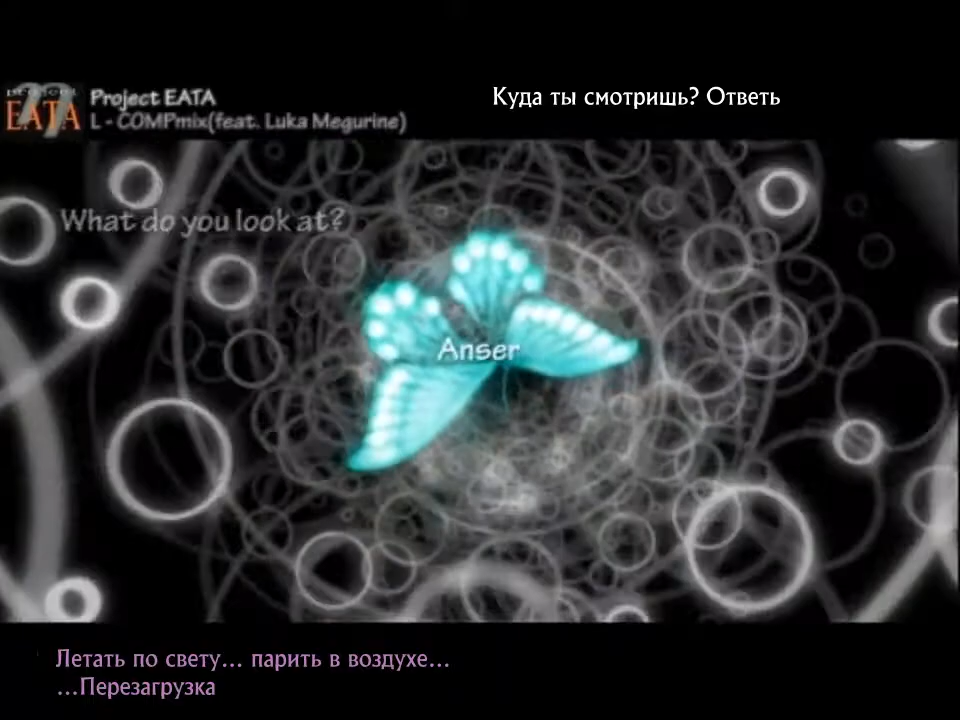 project
EATA
Project EATA
L - COMPmix(feat. Luka Megurine)
Куда ты смотришь? Ответь
What do you look at?
Anser
Летать по свету... парить в воздухе...
...Перезагрузка